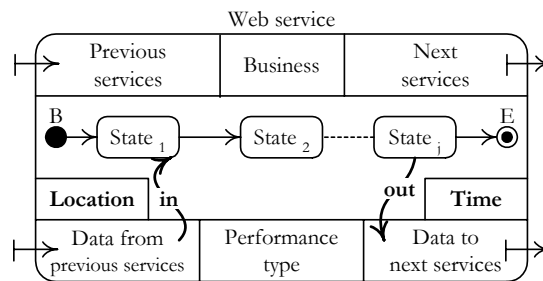 Web service
Previous
services
Business
Next
services
B
E
State 1
State 2
State j
Location
in
out
Time
Data from
previous services
Performance
type
Data to
next services